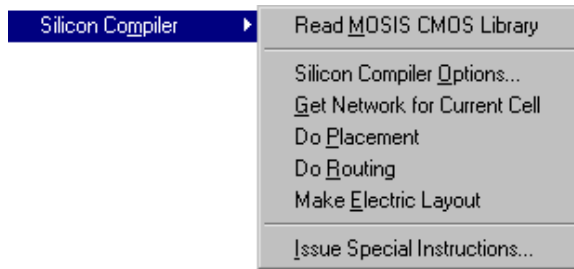 Silicon Compiler
Read MOSIS CMOS Library
Silicon Compiler Options...
Get Network for Current Cell
Do Placement
Do Routing
Make Electric Layout
Issue Special Instructions...